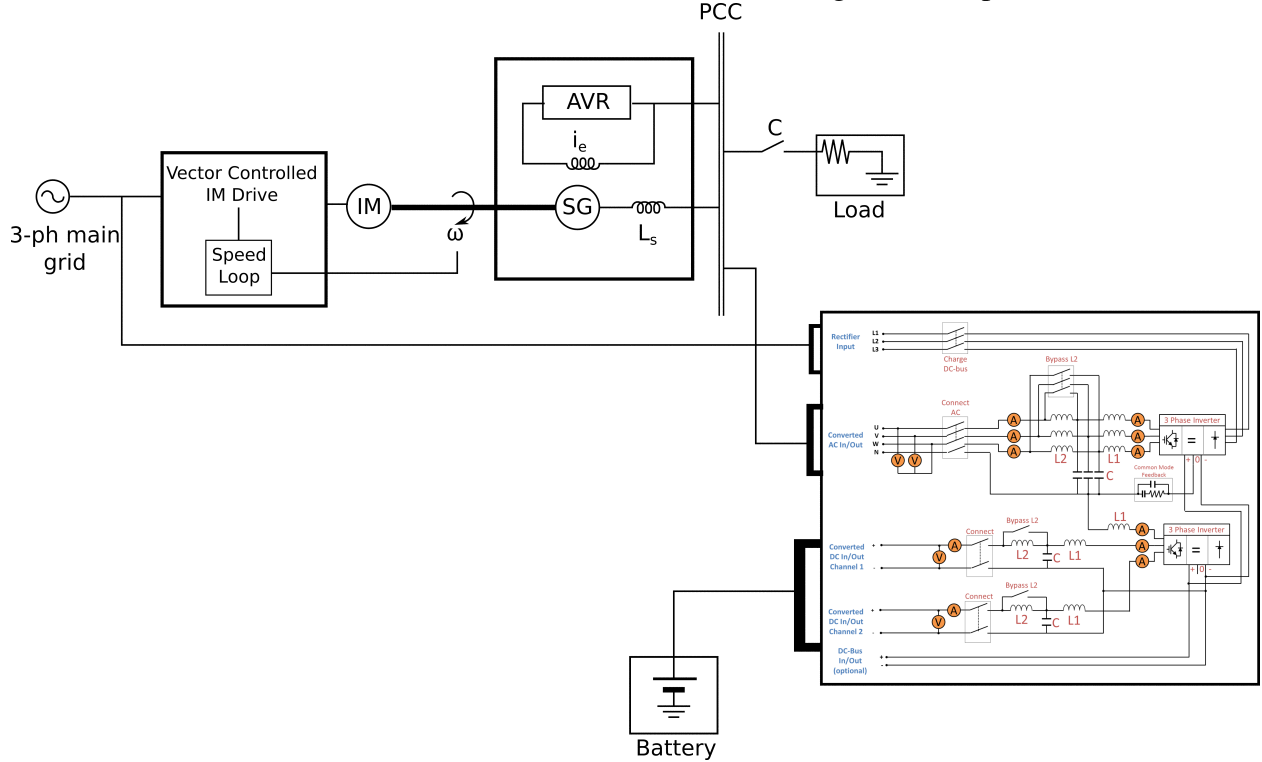 PCC
AVR
i_e
C
Vector Controlled
IM Drive
IM
SG
Load
ω
L_s
3-ph main
grid
Speed
Loop
Rectifier
Input
L1
L2
L3
Charge
DC-bus
Bypass L2
Connect
AC
3 Phase Inverter
Converted
AC In/Out
U
V
W
N
V
V
A
A
A
A
A
A
L2
L1
C
=
+ 0 -
Common Mode
Feedback
L1
A
3 Phase Inverter
Connect
Bypass L2
Converted
DC In/Out
Channel 1
+
-
V
A
L2
C
L1
A
A
=
+ 0 -
Connect
Bypass L2
Converted
DC In/Out
Channel 2
+
-
V
A
L2
C
L1
DC-Bus
In/Out
(optional)
+
-
Battery